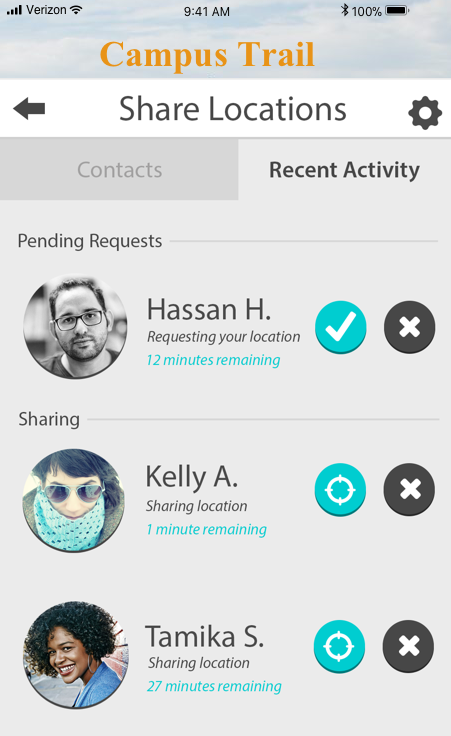 Verizon 9:41 AM 100%
Campus Trail
Share Locations
Contacts Recent Activity
Pending Requests
Hassan H.
Requesting your location
12 minutes remaining
Sharing
Kelly A.
Sharing location
1 minute remaining
Tamika S.
Sharing location
27 minutes remaining